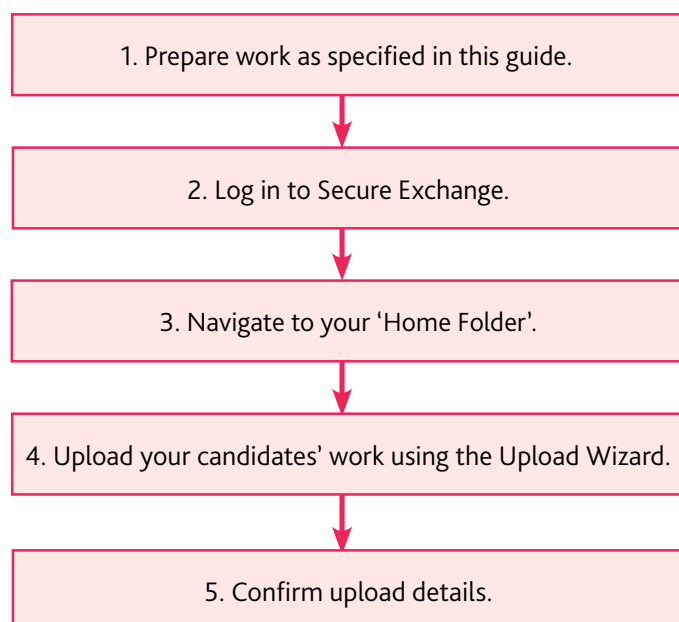 1. Prepare work as specified in this guide.
2. Log in to Secure Exchange.
3. Navigate to your ‘Home Folder’.
4. Upload your candidates’ work using the Upload Wizard.
5. Confirm upload details.